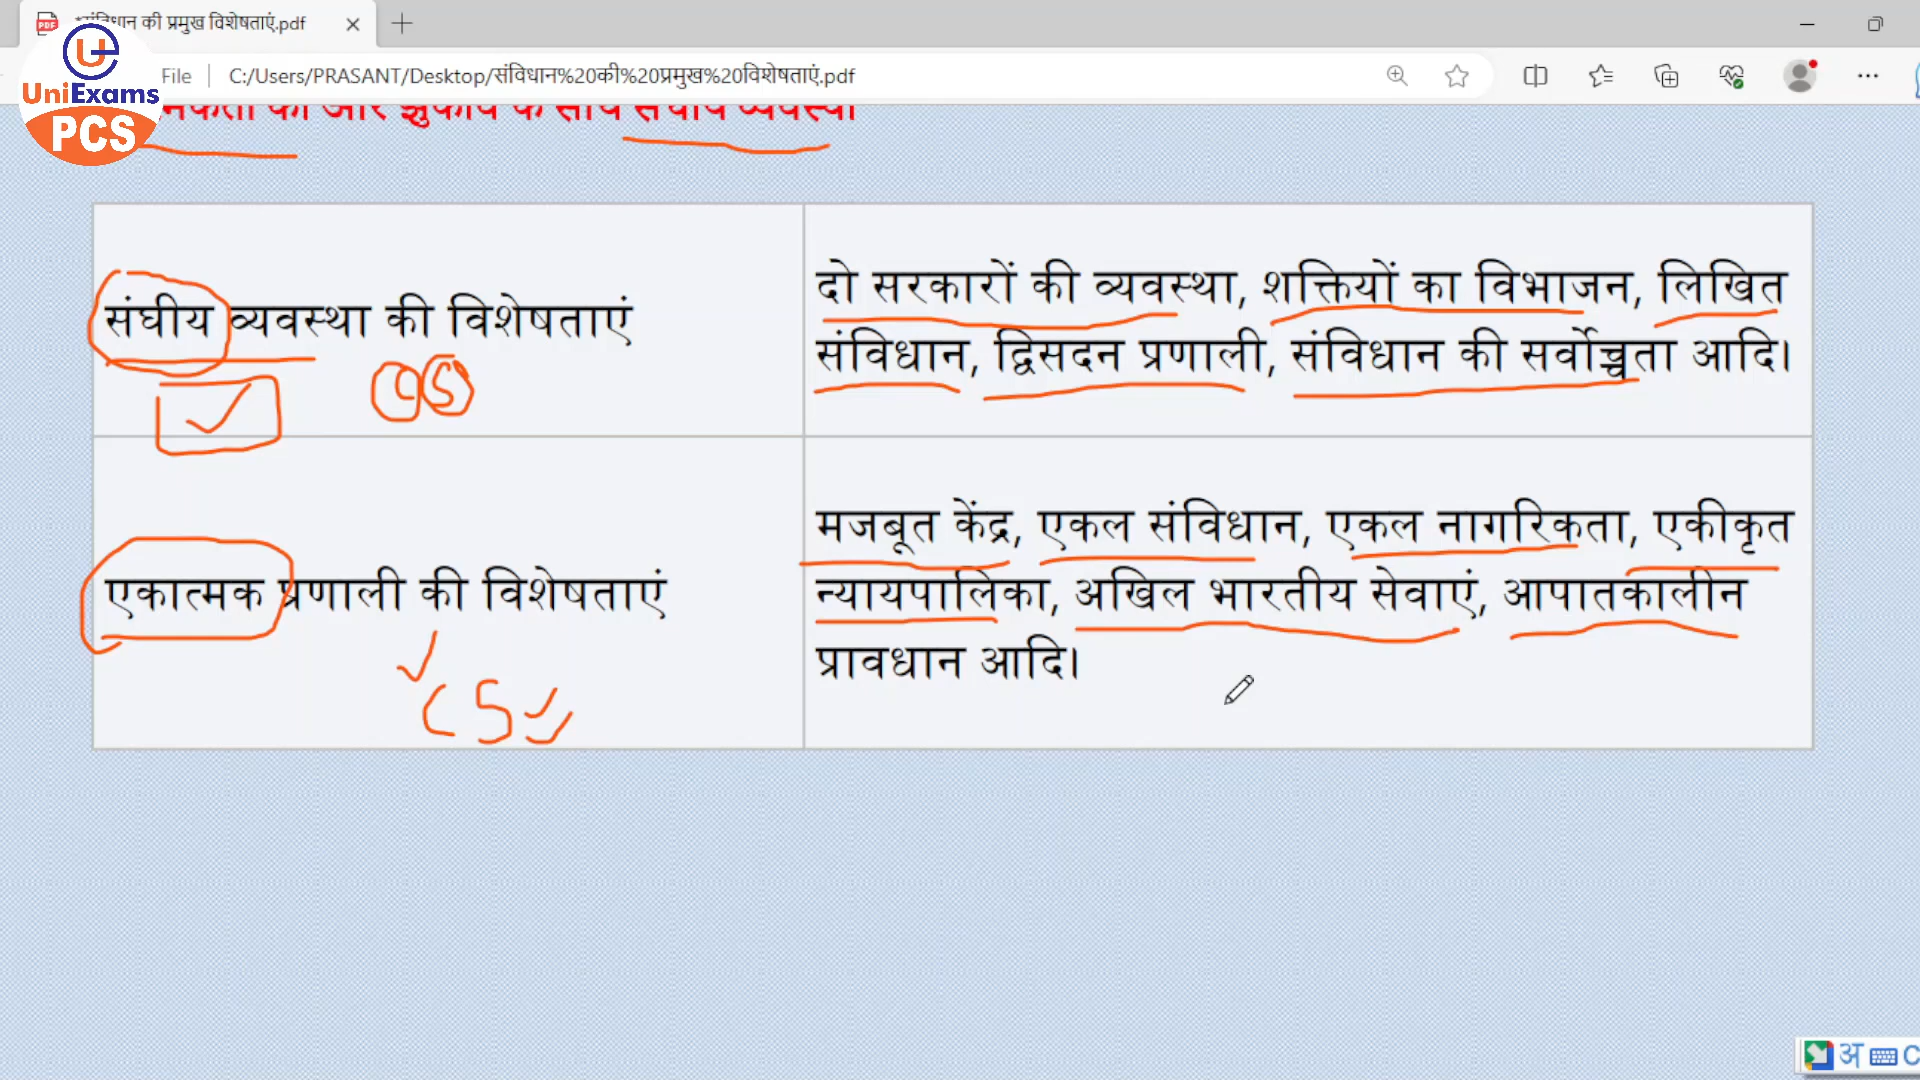 संविधान की प्रमुख विशेषताएं.pdf
UniExams
PCS
File
C:/Users/PRASANT/Desktop/संविधान%20की%20प्रमुख%20विशेषताएं.pdf
की ओर झुकाव के साथ संघीय व्यवस्था
संघीय व्यवस्था की विशेषताएं
दो सरकारों की व्यवस्था, शक्तियों का विभाजन, लिखित
संविधान, द्विसदन प्रणाली, संविधान की सर्वोच्चता आदि।
एकात्मक प्रणाली की विशेषताएं
मजबूत केंद्र, एकल संविधान, एकल नागरिकता, एकीकृत
न्यायपालिका, अखिल भारतीय सेवाएं, आपातकालीन
प्रावधान आदि।
C S
C S
अ